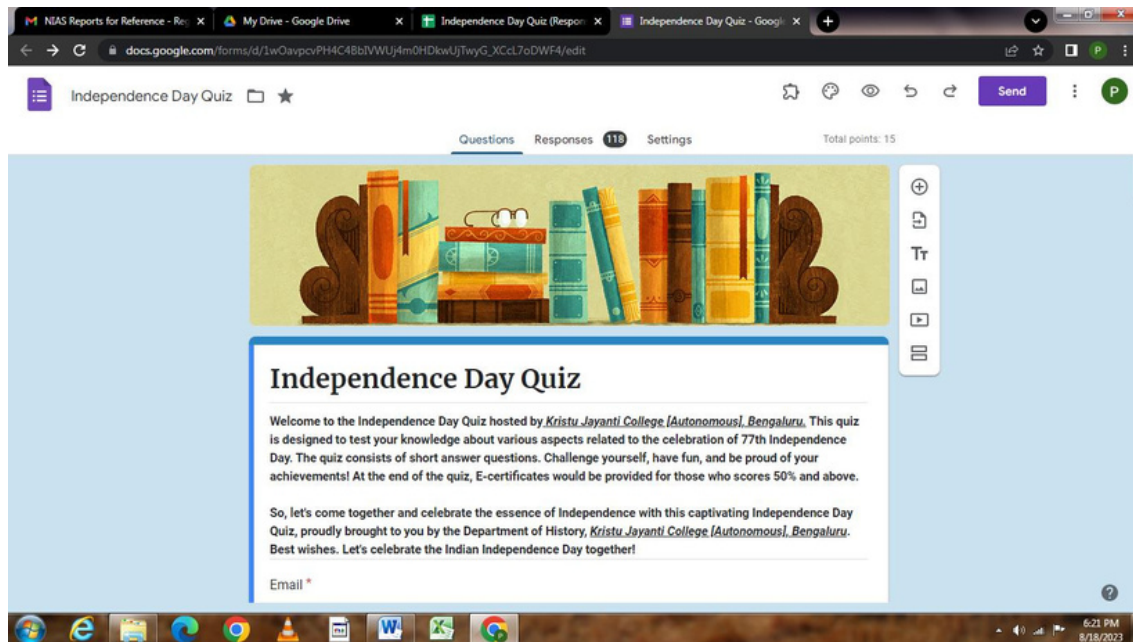 NIAS Reports for Reference - Re
My Drive - Google Drive
Independence Day Quiz (Respon
Independence Day Quiz - Googl
docs.google.com/forms/d/1wOavpcvPH4C4BbIVWUj4m0HDkwUjTwyG_XCcL7oDWF4/edit
P
Independence Day Quiz
Send
P
Questions Responses 118 Settings
Total points: 15
Tт
Independence Day Quiz
Welcome to the Independence Day Quiz hosted by Kristu Jayanti College [Autonomous], Bengaluru. This quiz
is designed to test your knowledge about various aspects related to the celebration of 77th Independence
Day. The quiz consists of short answer questions. Challenge yourself, have fun, and be proud of your
achievements! At the end of the quiz, E-certificates would be provided for those who scores 50% and above.
So, let's come together and celebrate the essence of Independence with this captivating Independence Day
Quiz, proudly brought to you by the Department of History, Kristu Jayanti College [Autonomous], Bengaluru.
Best wishes. Let's celebrate the Indian Independence Day together!
Email *
6:21 PM
8/18/2023